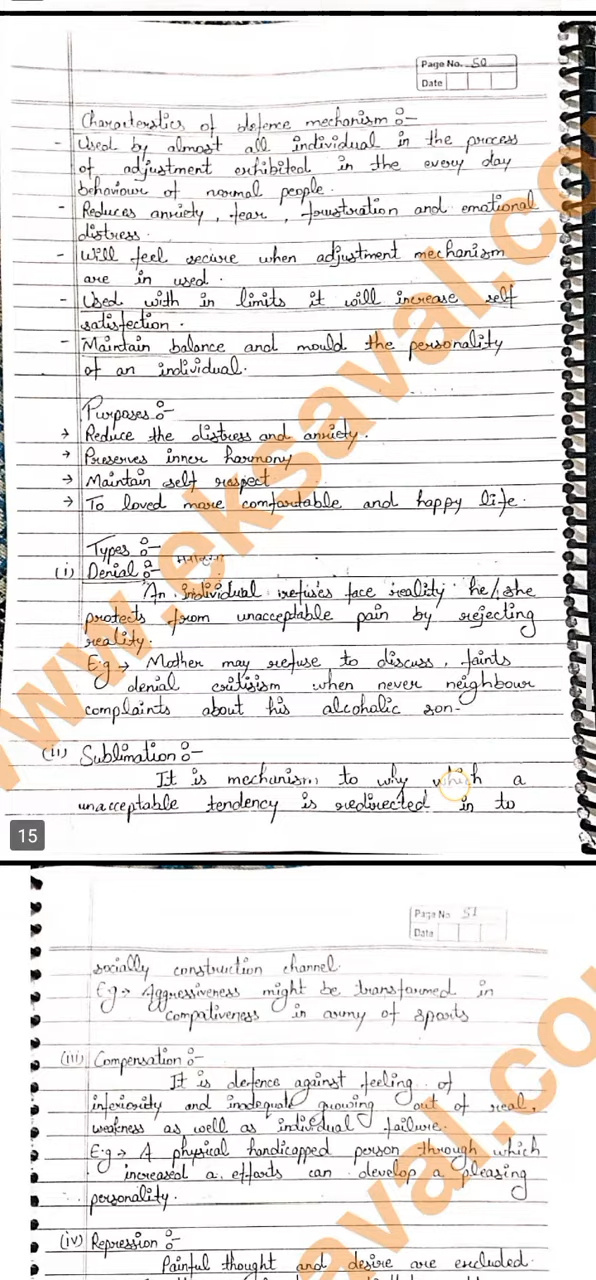 Page No. 50
Date
Characteristics of defence mechanism :-
- Used by almost all individual in the process
of adjustment exhibited in the every day
behaviour of normal people.
- Reduces anxiety, fear, frustration and emotional
distress.
- Will feel secure when adjustment mechanism
are in used.
- Used with in limits it will increase self
satisfection.
- Maintain balance and mould the personality
of an individual.
Purposes :-
→ Reduce the distress and anxiety.
→ Preserves inner harmony
→ Maintain self respect
→ To loved more comfortable and happy life.
Types :-
(i) Denial :-
An individual refuses face reality he/she
protects from unacceptable pain by rejecting
reality.
Eg → Mother may refuse to discuss, faints
denial critisism when never neighbour
complaints about his alcoholic son-
(ii) Sublimation :-
It is mechanism to why which a
unacceptable tendency is redirected in to
15
Page No 51
Date
socially construction channel.
Eg → Aggressiveness might be transformed in
compativeness in army of sports
(iii) Compensation :-
It is defence against feeling of
inferiority and inadequate growing out of real,
weakness as well as individual failure.
Eg → A physical handicapped person through which
increased a efforts can develop a pleasing
personality.
(iv) Repression :-
Painful thought and desire are excluded.
www.eksaval.co
aval.co